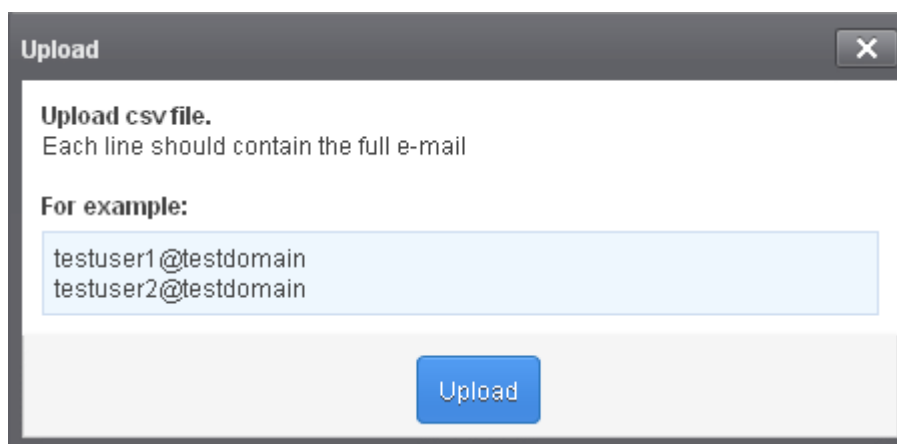 Upload
Upload csv file.
Each line should contain the full e-mail
For example:
testuser1@testdomain
testuser2@testdomain
Upload